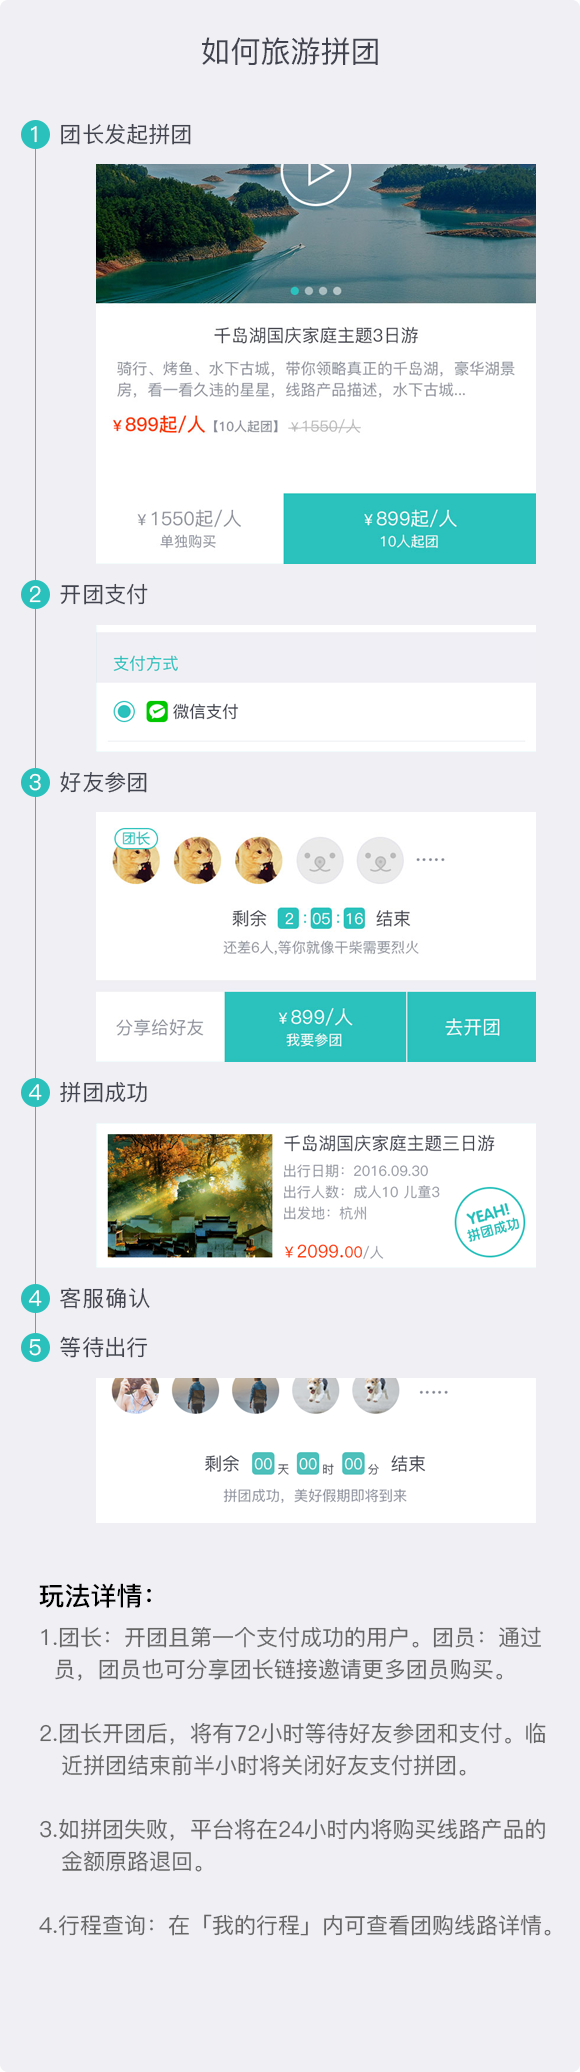 如何旅游拼团
1 团长发起拼团
千岛湖国庆家庭主题3日游
骑行、烤鱼、水下古城，带你领略真正的千岛湖，豪华湖景
房，看一看久违的星星，线路产品描述，水下古城...
¥899起/人【10人起团】¥1550/人
¥1550起/人
单独购买
¥899起/人
10人起团
2 开团支付
支付方式
微信支付
3 好友参团
团长
剩余 2:05:16 结束
还差6人,等你就像干柴需要烈火
分享给好友
¥899/人
我要参团
去开团
4 拼团成功
千岛湖国庆家庭主题三日游
出行日期：2016.09.30
出行人数：成人10 儿童3
出发地：杭州
YEAH!
拼团成功
¥2099.00/人
4 客服确认
5 等待出行
剩余 00天 00时 00分 结束
拼团成功，美好假期即将到来
玩法详情：
1.团长：开团且第一个支付成功的用户。团员：通过
员，团员也可分享团长链接邀请更多团员购买。
2.团长开团后，将有72小时等待好友参团和支付。临
近拼团结束前半小时将关闭好友支付拼团。
3.如拼团失败，平台将在24小时内将购买线路产品的
金额原路退回。
4.行程查询：在「我的行程」内可查看团购线路详情。